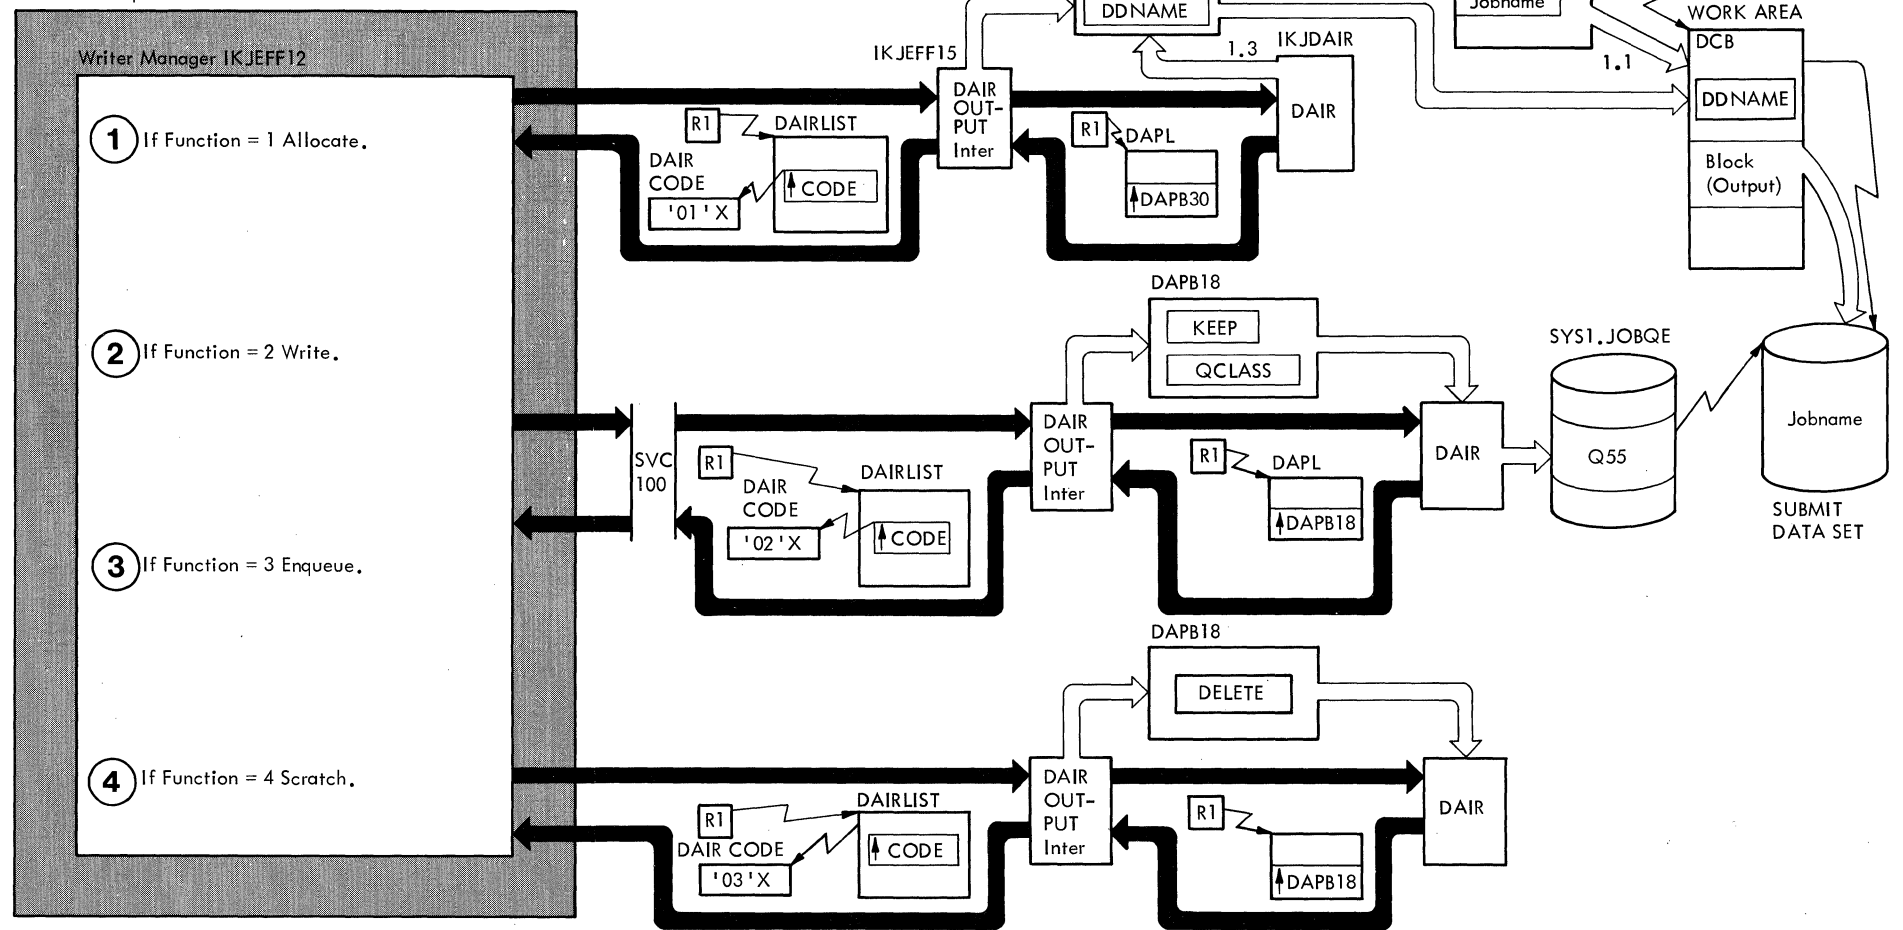 DDNAME
Jobname
WORK AREA
Writer Manager IKJEFF12
IKJEFF15
1.3
IKJDAIR
1.1
DCB
DDNAME
Block
(Output)
1 If Function = 1 Allocate.
R1
DAIRLIST
DAIR
CODE
CODE
'01'X
DAIR
OUT-
PUT
Inter
R1
DAPL
DAPB30
DAIR
2 If Function = 2 Write.
DAPB18
KEEP
QCLASS
SVC
100
R1
DAIRLIST
DAIR
CODE
'02'X
CODE
DAIR
OUT-
PUT
Inter
R1
DAPL
DAPB18
DAIR
SYS1.JOBQE
Q55
Jobname
SUBMIT
DATA SET
3 If Function = 3 Enqueue.
DAPB18
DELETE
4 If Function = 4 Scratch.
R1
DAIRLIST
DAIR CODE
CODE
'03'X
DAIR
OUT-
PUT
Inter
R1
DAPB18
DAIR